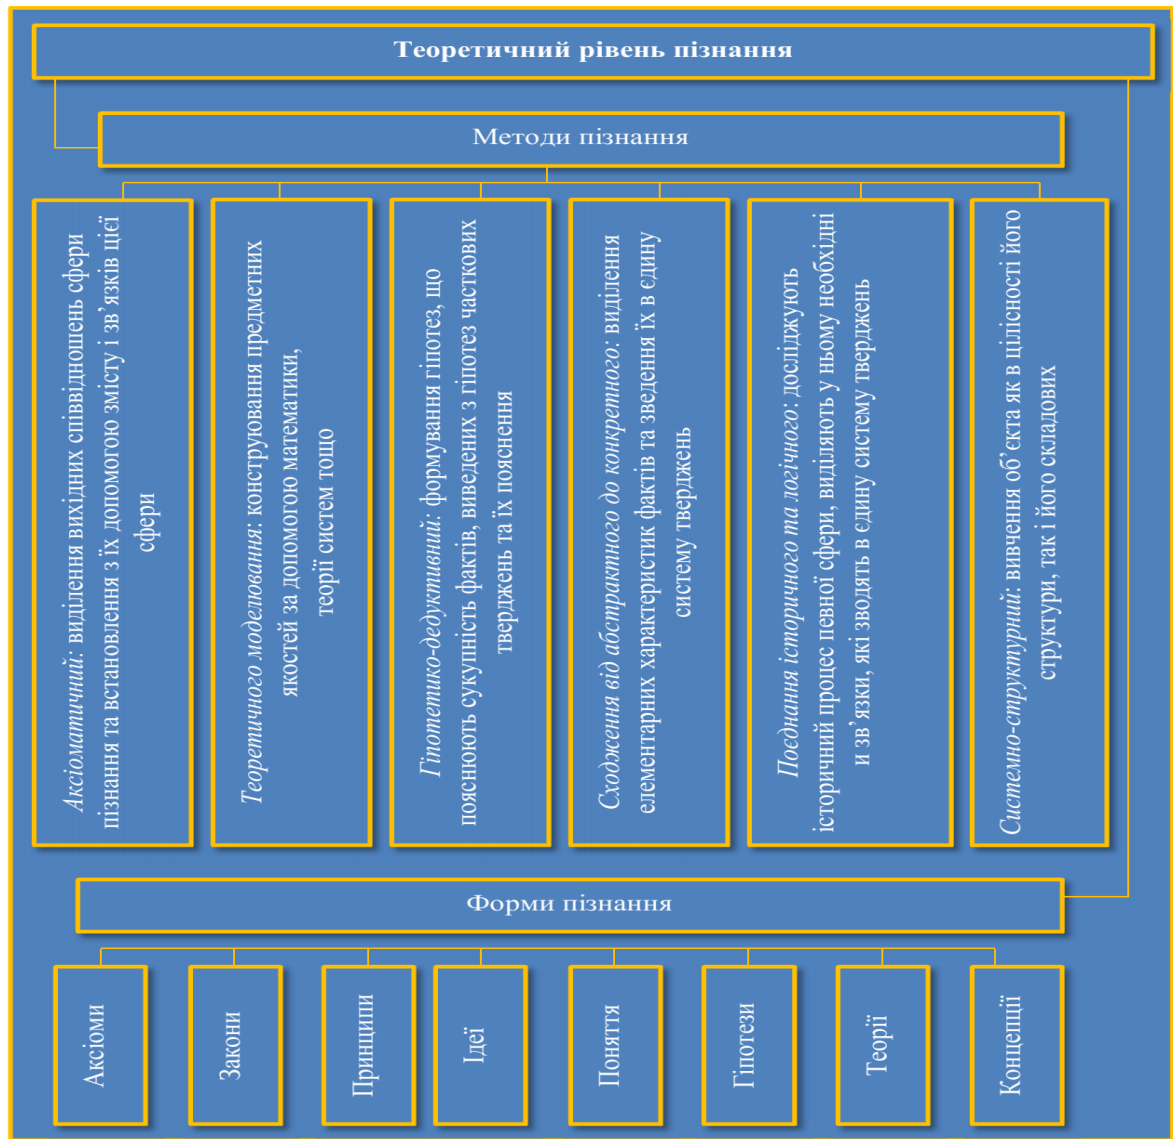 Теоретичний рівень пізнання
Методи пізнання
Аксіоматичний: виділення вихідних співвідношень сфери
пізнання та встановлення з їх допомогою змісту і зв’язків цієї
сфери
Теоретичного моделювання: конструювання предметних
якостей за допомогою математики,
теорії систем тощо
Гіпотетико-дедуктивний: формування гіпотез, що
пояснюють сукупність фактів, виведених з гіпотез часткових
тверджень та їх пояснення
Сходження від абстрактного до конкретного: виділення
елементарних характеристик фактів та зведення їх в єдину
систему тверджень
Поєднання історичного та логічного: досліджують
історичний процес певної сфери, виділяють у ньому необхідні
и зв’язки, які зводять в єдину систему тверджень
Системно-структурний: вивчення об’єкта як в цілісності його
структури, так і його складових
Форми пізнання
Аксіоми
Закони
Принципи
Ідеї
Поняття
Гіпотези
Теорії
Концепції